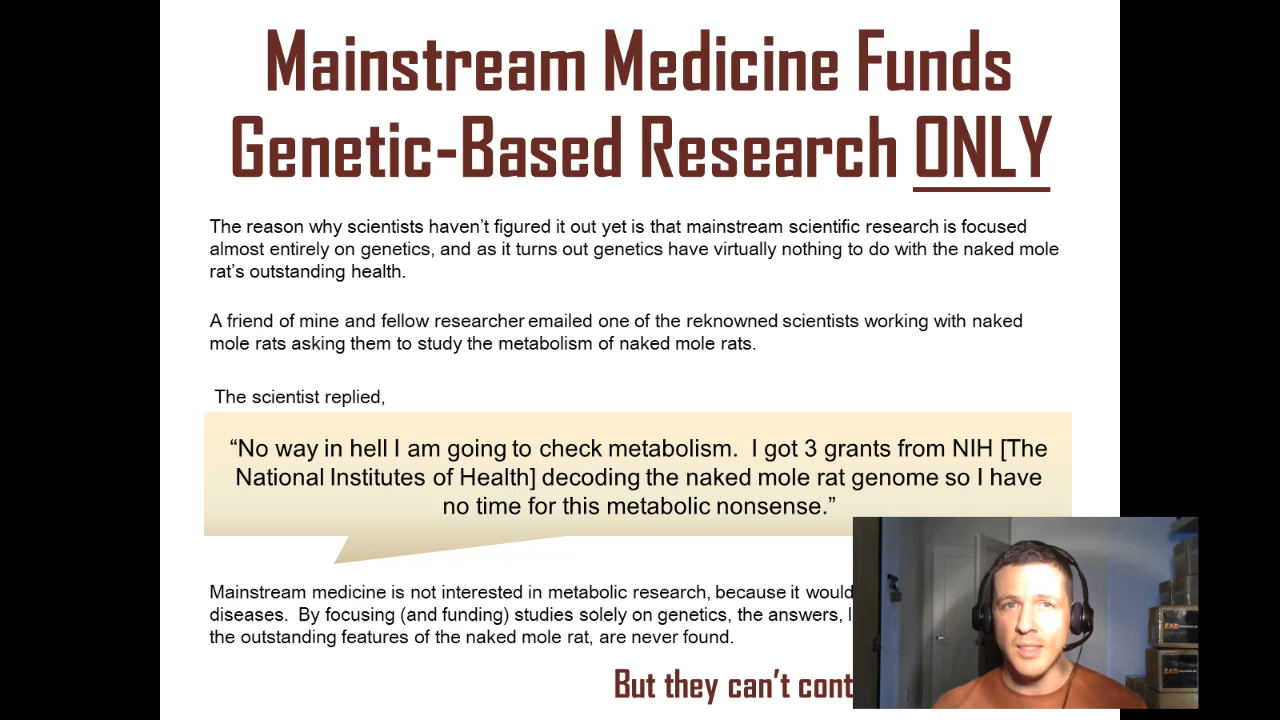 Mainstream Medicine Funds
Genetic-Based Research ONLY
The reason why scientists haven't figured it out yet is that mainstream scientific research is focused
almost entirely on genetics, and as it turns out genetics have virtually nothing to do with the naked mole
rat's outstanding health.
A friend of mine and fellow researcher emailed one of the reknowned scientists working with naked
mole rats asking them to study the metabolism of naked mole rats.
The scientist replied,
“No way in hell I am going to check metabolism. I got 3 grants from NIH [The
National Institutes of Health] decoding the naked mole rat genome so I have
no time for this metabolic nonsense.”
Mainstream medicine is not interested in metabolic research, because it would
diseases. By focusing (and funding) studies solely on genetics, the answers, l
the outstanding features of the naked mole rat, are never found.
But they can't cont
EAD
EAD